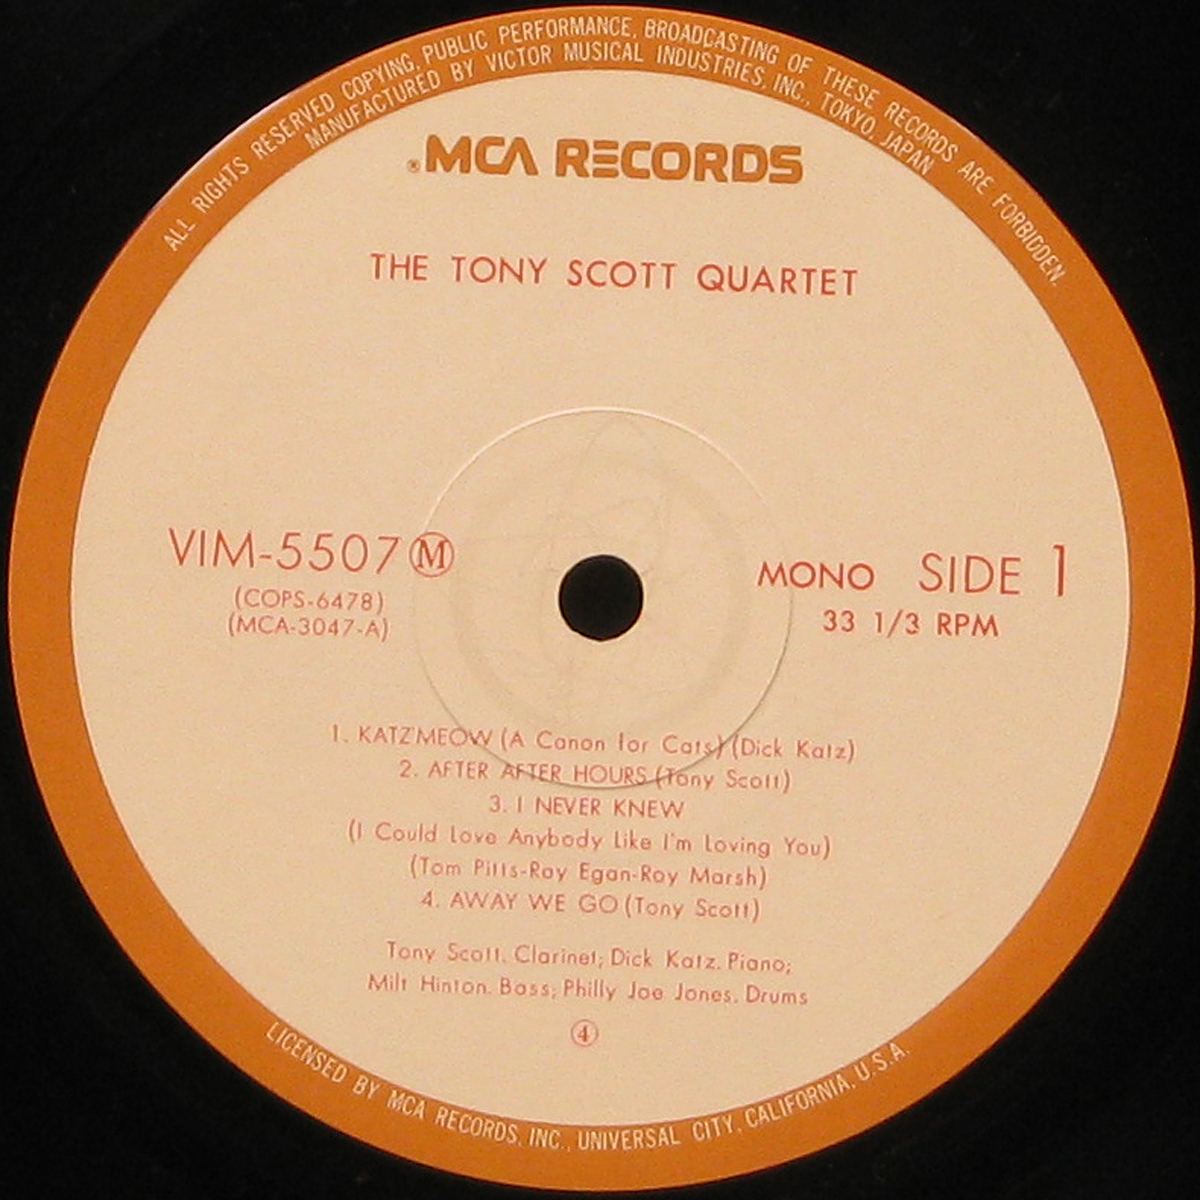 ALL RIGHTS RESERVED COPYING, PUBLIC PERFORMANCE, BROADCASTING OF THESE RECORDS ARE FORBIDDEN.
MANUFACTURED BY VICTOR MUSICAL INDUSTRIES, INC., TOKYO, JAPAN
®MCA RECORDS
THE TONY SCOTT QUARTET
VIM-5507 Ⓜ
(COPS-6478)
(MCA-3047-A)
MONO SIDE 1
33 1/3 RPM
1. KATZ'MEOW (A Canon for Cats) (Dick Katz)
2. AFTER AFTER HOURS (Tony Scott)
3. I NEVER KNEW
(I Could Love Anybody Like I'm Loving You)
(Tom Pitts-Ray Egan-Roy Marsh)
4. AWAY WE GO (Tony Scott)
Tony Scott, Clarinet; Dick Katz, Piano;
Milt Hinton, Bass; Philly Joe Jones, Drums
④
LICENSED BY MCA RECORDS, INC., UNIVERSAL CITY, CALIFORNIA, U.S.A.